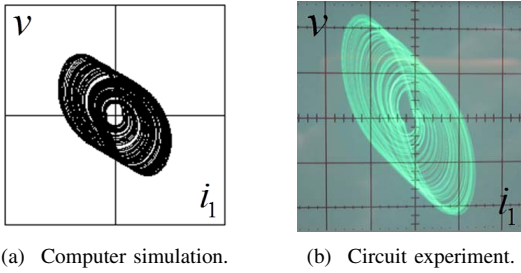 v
i₁
(a) Computer simulation.
v
i₁
(b) Circuit experiment.